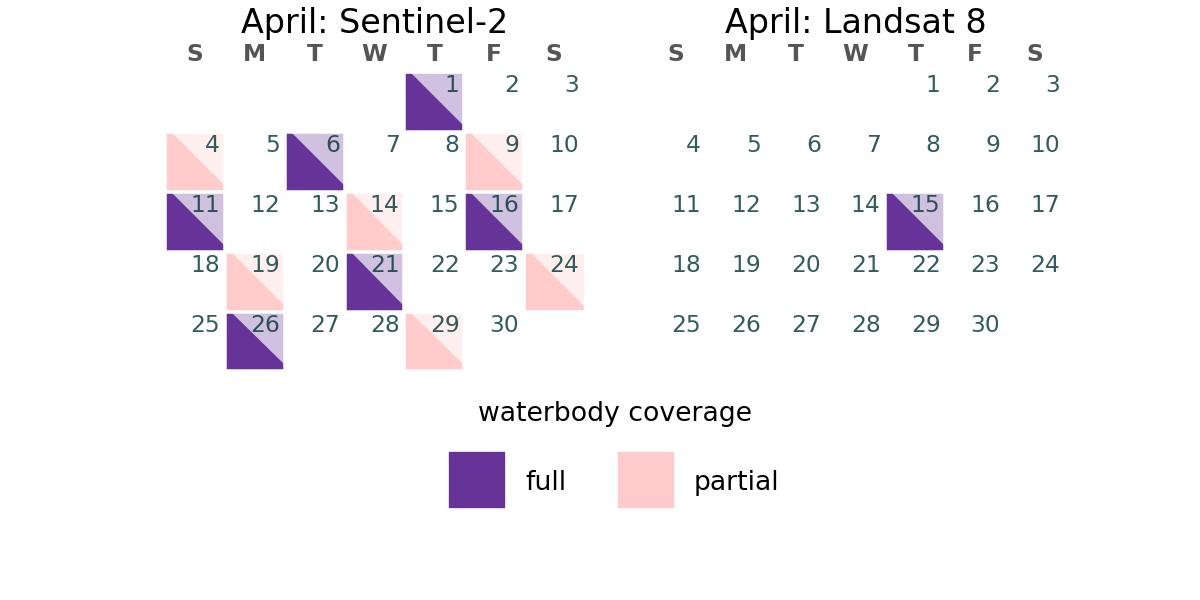 April: Sentinel-2
S M T W T F S
1 2 3
4 5 6 7 8 9 10
11 12 13 14 15 16 17
18 19 20 21 22 23 24
25 26 27 28 29 30
April: Landsat 8
S M T W T F S
1 2 3
4 5 6 7 8 9 10
11 12 13 14 15 16 17
18 19 20 21 22 23 24
25 26 27 28 29 30
waterbody coverage
full partial